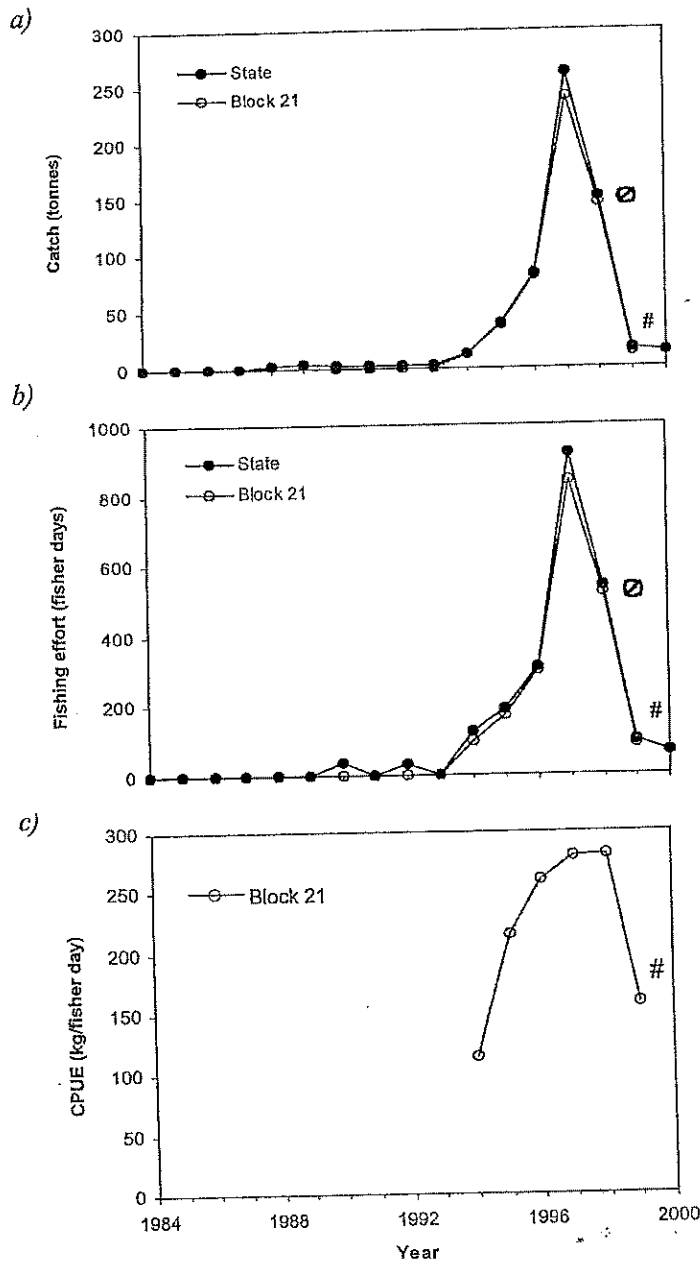 a)
300
250
200
150
100
50
0
Catch (tonnes)
State
Block 21
Ø
#
b)
1000
800
600
400
200
0
Fishing effort (fisher days)
State
Block 21
Ø
#
c)
300
250
200
150
100
50
0
CPUE (kg/fisher day)
Block 21
#
1984 1988 1992 1996 2000
Year